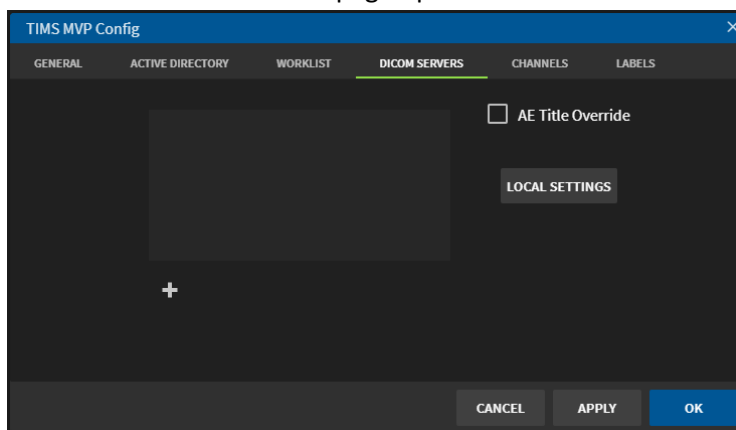 TIMS MVP Config
GENERAL ACTIVE DIRECTORY WORKLIST DICOM SERVERS CHANNELS LABELS
AE Title Override
LOCAL SETTINGS
+
CANCEL APPLY OK